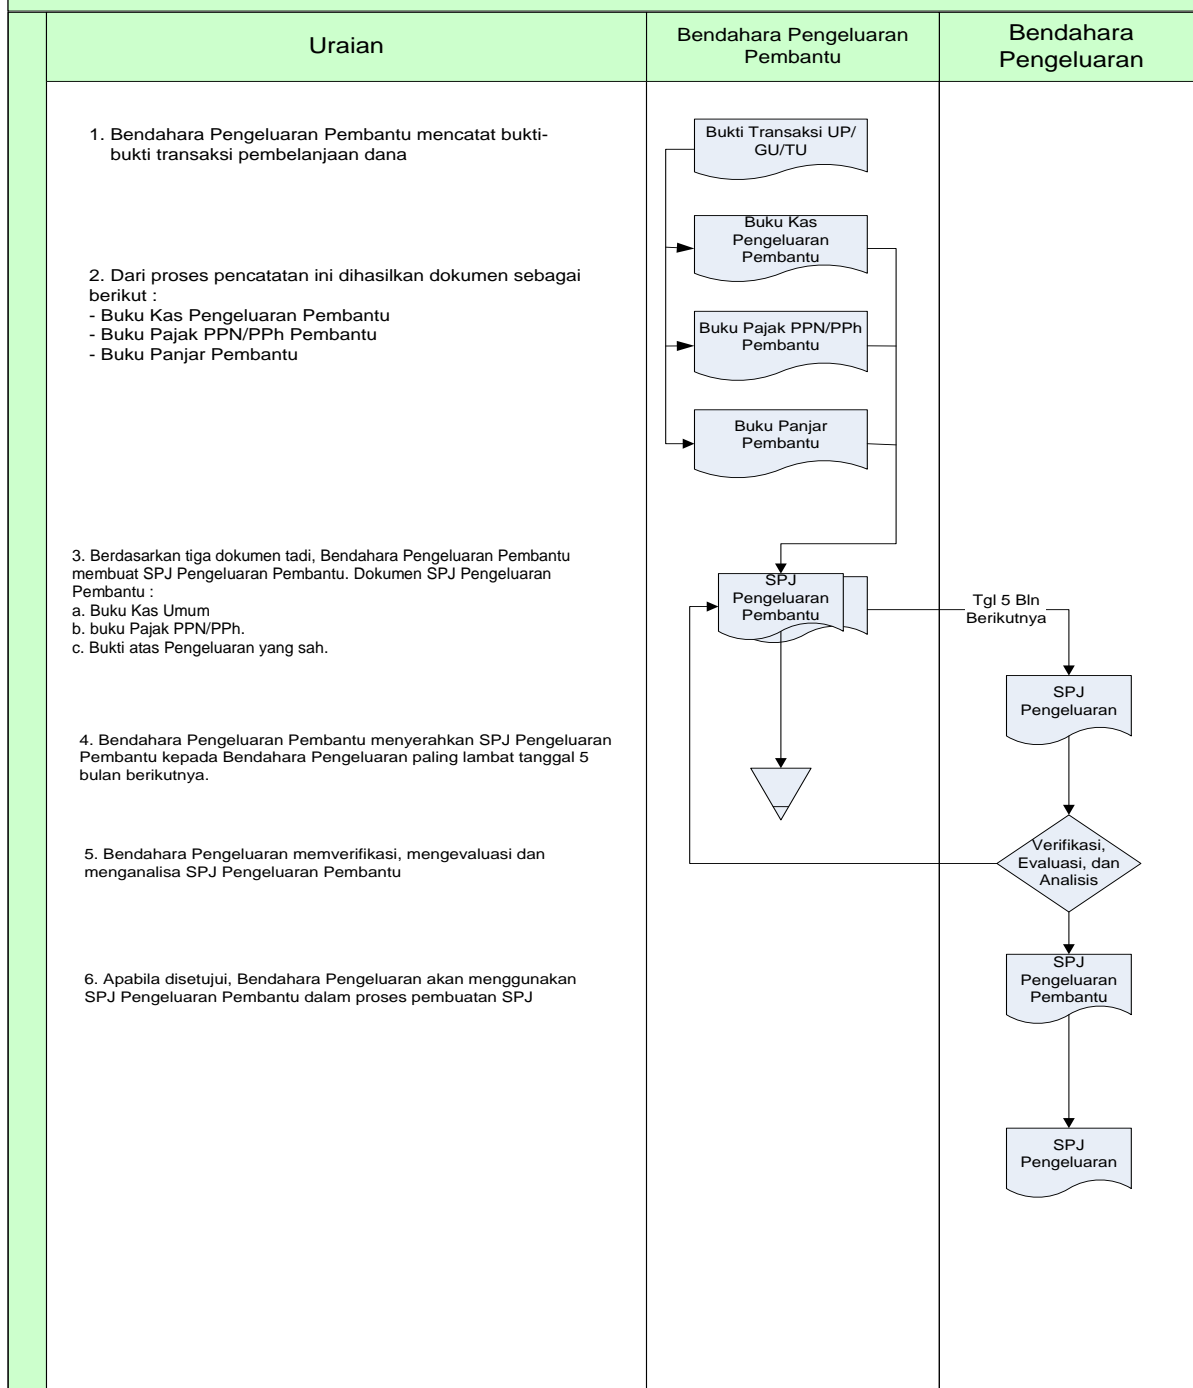 Uraian
Bendahara Pengeluaran
Pembantu
Bendahara
Pengeluaran
1. Bendahara Pengeluaran Pembantu mencatat bukti-
bukti transaksi pembelanjaan dana
2. Dari proses pencatatan ini dihasilkan dokumen sebagai
berikut :
- Buku Kas Pengeluaran Pembantu
- Buku Pajak PPN/PPh Pembantu
- Buku Panjar Pembantu
3. Berdasarkan tiga dokumen tadi, Bendahara Pengeluaran Pembantu
membuat SPJ Pengeluaran Pembantu. Dokumen SPJ Pengeluaran
Pembantu :
a. Buku Kas Umum
b. buku Pajak PPN/PPh.
c. Bukti atas Pengeluaran yang sah.
4. Bendahara Pengeluaran Pembantu menyerahkan SPJ Pengeluaran
Pembantu kepada Bendahara Pengeluaran paling lambat tanggal 5
bulan berikutnya.
5. Bendahara Pengeluaran memverifikasi, mengevaluasi dan
menganalisa SPJ Pengeluaran Pembantu
6. Apabila disetujui, Bendahara Pengeluaran akan menggunakan
SPJ Pengeluaran Pembantu dalam proses pembuatan SPJ
Bukti Transaksi UP/
GU/TU
Buku Kas
Pengeluaran
Pembantu
Buku Pajak PPN/PPh
Pembantu
Buku Panjar
Pembantu
SPJ
Pengeluaran
Pembantu
Tgl 5 Bln
Berikutnya
SPJ
Pengeluaran
Verifikasi,
Evaluasi, dan
Analisis
SPJ
Pengeluaran
Pembantu
SPJ
Pengeluaran